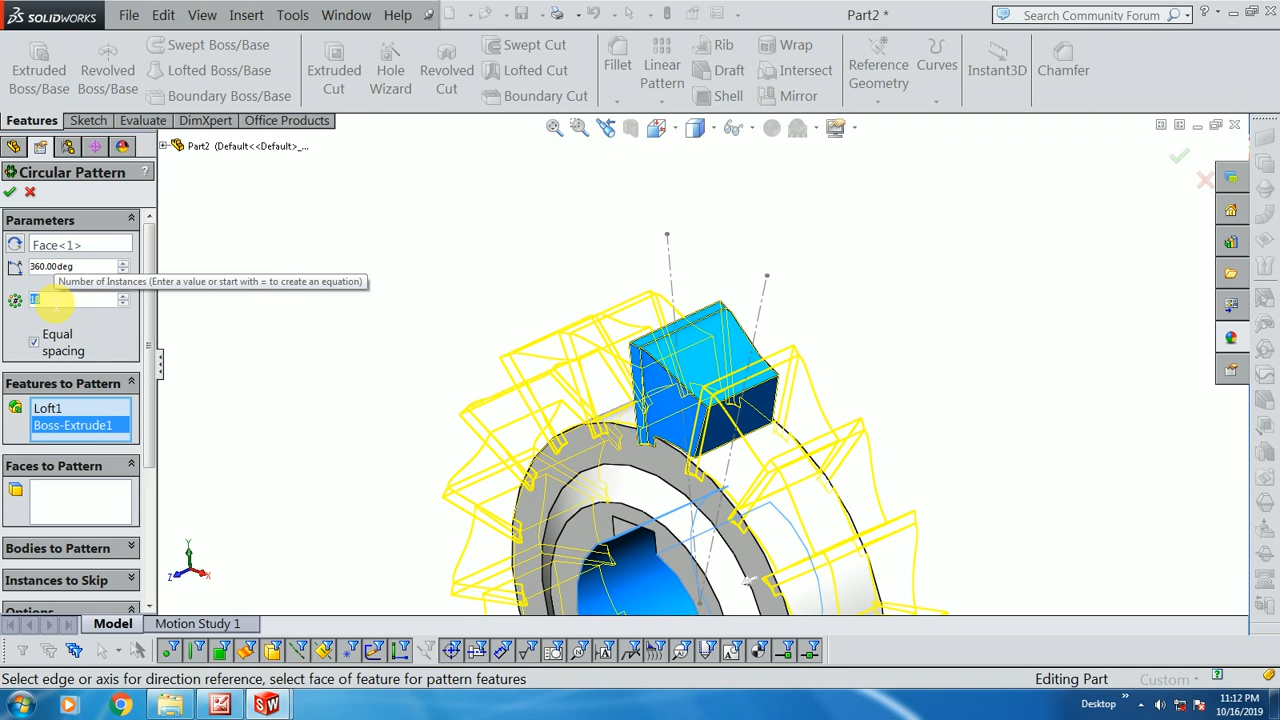 SOLIDWORKS File Edit View Insert Tools Window Help Part2 * Search Community Forum
Extruded Boss/Base Revolved Boss/Base Swept Boss/Base Lofted Boss/Base Boundary Boss/Base Extruded Cut Hole Wizard Revolved Cut Swept Cut Lofted Cut Boundary Cut Fillet Linear Pattern Rib Draft Shell Wrap Intersect Mirror Reference Geometry Curves Instant3D Chamfer
Features Sketch Evaluate DimXpert Office Products
Part2 (Default<<Default>_...
Circular Pattern ?
Parameters
Face<1>
360.00deg
Number of Instances (Enter a value or start with = to create an equation)
Equal
spacing
Features to Pattern
Loft1
Boss-Extrude1
Faces to Pattern
Bodies to Pattern
Instances to Skip
Options
Y
Z X
Model Motion Study 1
Select edge or axis for direction reference, select face of feature for pattern features Editing Part Custom
Desktop » 11:12 PM
10/16/2019